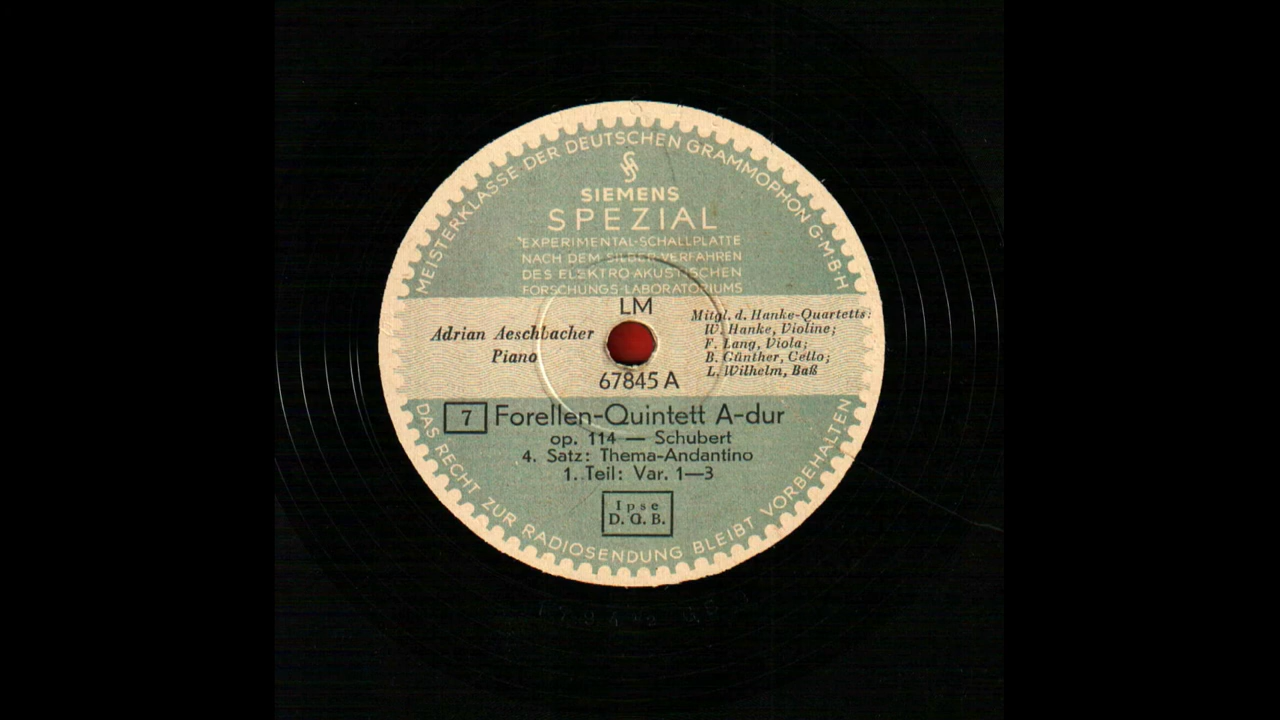 MEISTERKLASSE DER DEUTSCHEN GRAMMOPHON G·M·B·H
SIEMENS
SPEZIAL
EXPERIMENTAL-SCHALLPLATTE
NACH DEM SILBER-VERFAHREN
DES ELEKTRO-AKUSTISCHEN
FORSCHUNGS-LABORATORIUMS
LM
Adrian Aeschbacher
Piano
Mitgl. d. Hanke-Quartetts:
W. Hanke, Violine;
F. Lang, Viola;
B. Günther, Cello;
L. Wilhelm, Baß
67845 A
7 Forellen-Quintett A-dur
op. 114 — Schubert
4. Satz: Thema-Andantino
1. Teil: Var. 1—3
Ipse
D. Q. B.
DAS RECHT ZUR RADIOSENDUNG BLEIBT VORBEHALTEN